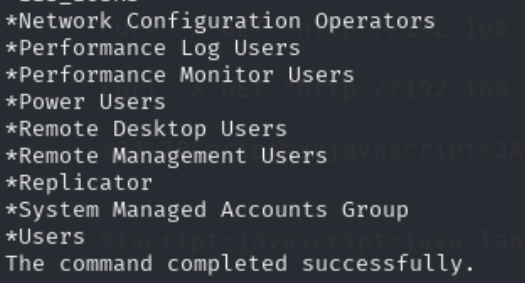 *Network Configuration Operators
*Performance Log Users
*Performance Monitor Users
*Power Users
*Remote Desktop Users
*Remote Management Users
*Replicator
*System Managed Accounts Group
*Users
The command completed successfully.